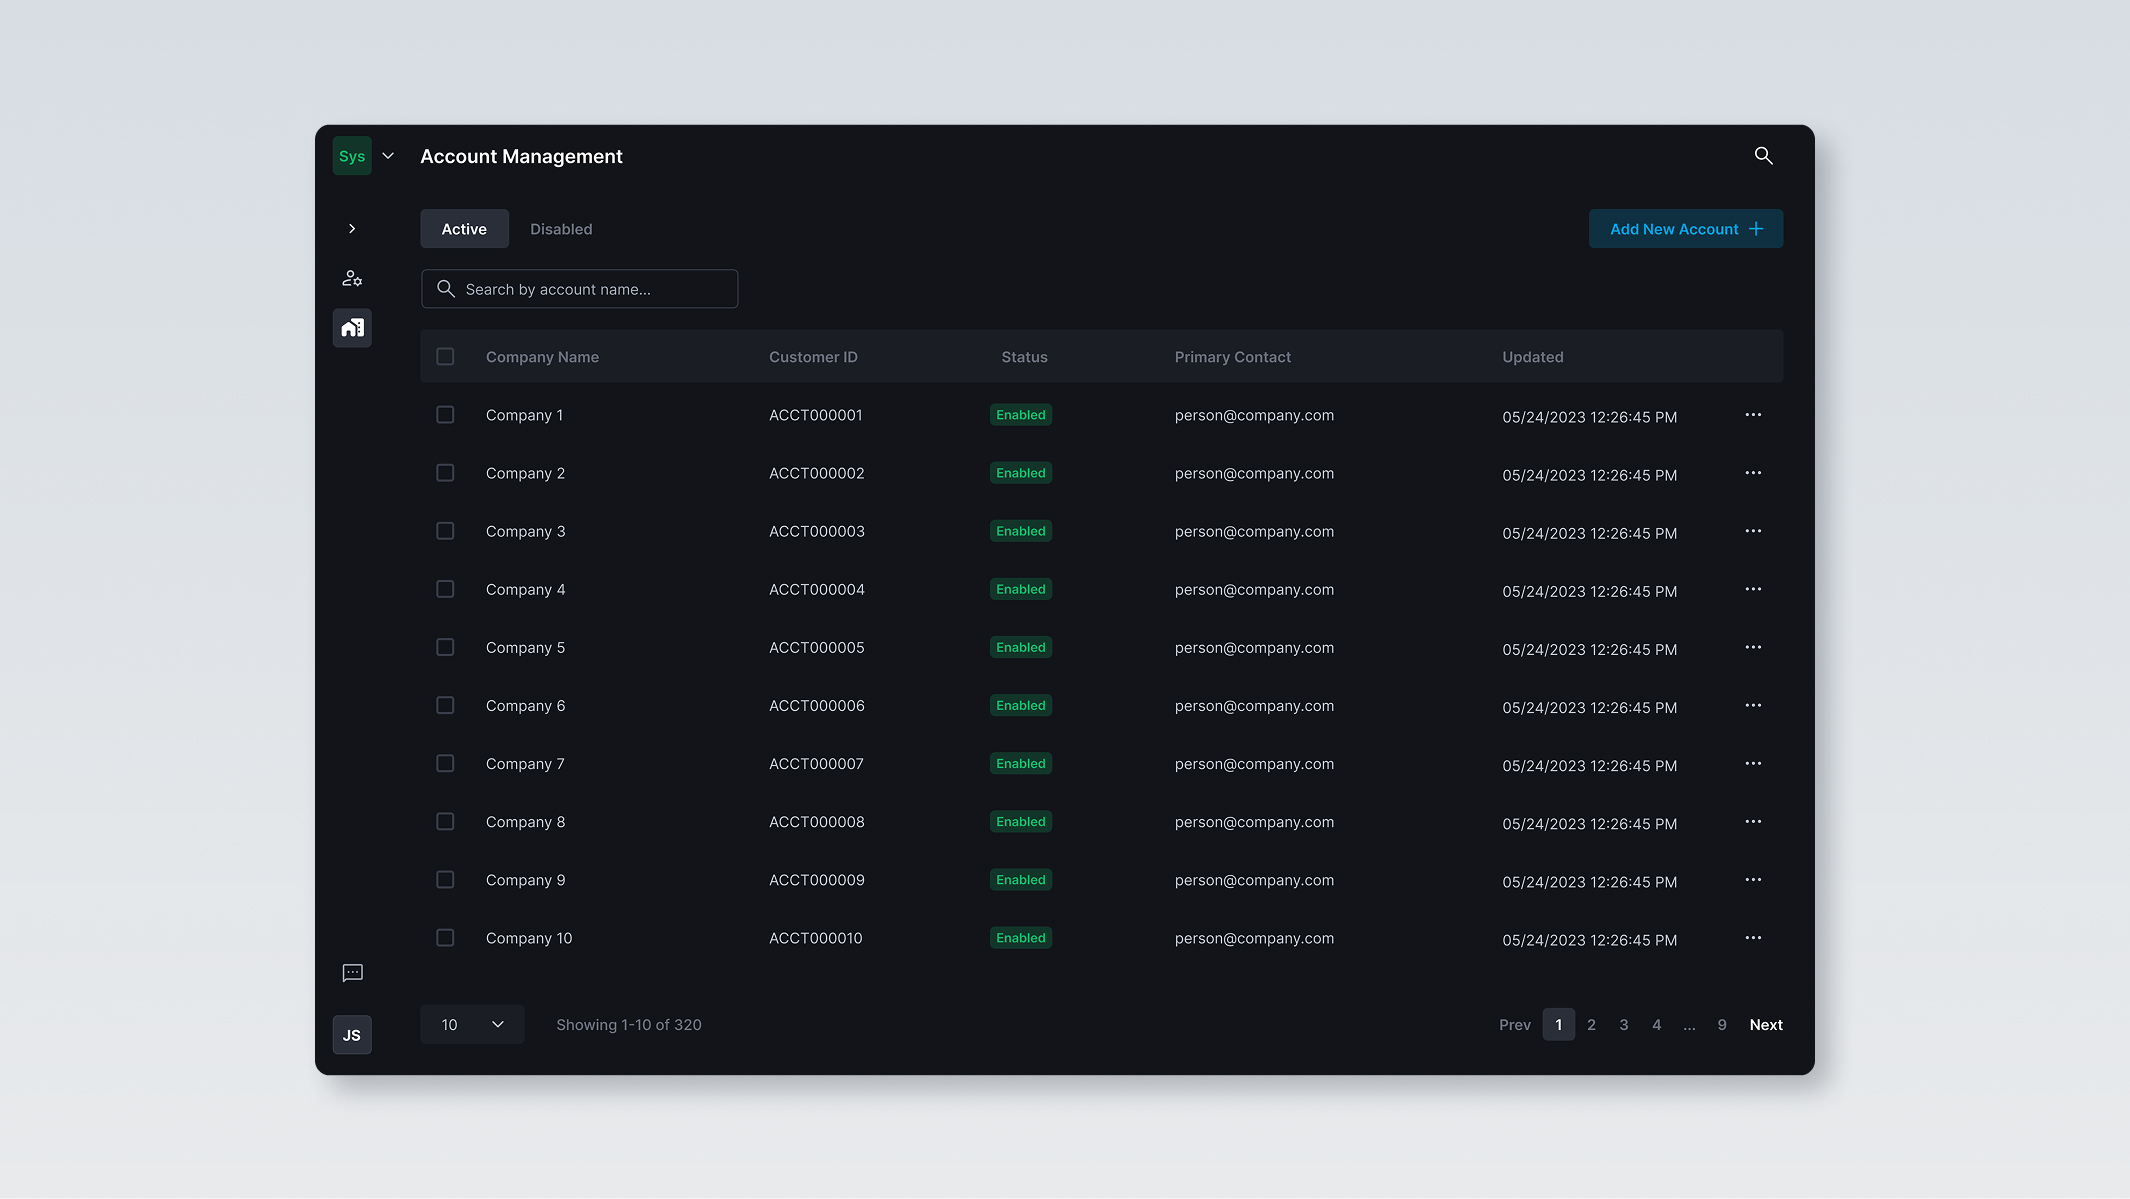 Sys Account Management
Active Disabled Add New Account
Search by account name...
Company Name Customer ID Status Primary Contact Updated
Company 1 ACCT000001 Enabled person@company.com 05/24/2023 12:26:45 PM
Company 2 ACCT000002 Enabled person@company.com 05/24/2023 12:26:45 PM
Company 3 ACCT000003 Enabled person@company.com 05/24/2023 12:26:45 PM
Company 4 ACCT000004 Enabled person@company.com 05/24/2023 12:26:45 PM
Company 5 ACCT000005 Enabled person@company.com 05/24/2023 12:26:45 PM
Company 6 ACCT000006 Enabled person@company.com 05/24/2023 12:26:45 PM
Company 7 ACCT000007 Enabled person@company.com 05/24/2023 12:26:45 PM
Company 8 ACCT000008 Enabled person@company.com 05/24/2023 12:26:45 PM
Company 9 ACCT000009 Enabled person@company.com 05/24/2023 12:26:45 PM
Company 10 ACCT000010 Enabled person@company.com 05/24/2023 12:26:45 PM
JS 10 Showing 1-10 of 320 Prev 1 2 3 4 ... 9 Next